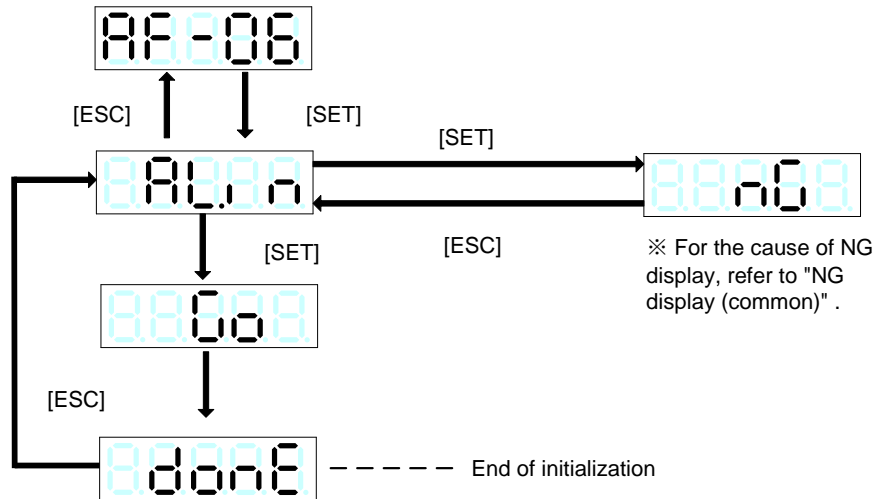 AF-06
[ESC]
[SET]
[SET]
AL. n
nG
[ESC]
[SET]
※ For the cause of NG
display, refer to "NG
display (common)" .
Go
[ESC]
donE
End of initialization